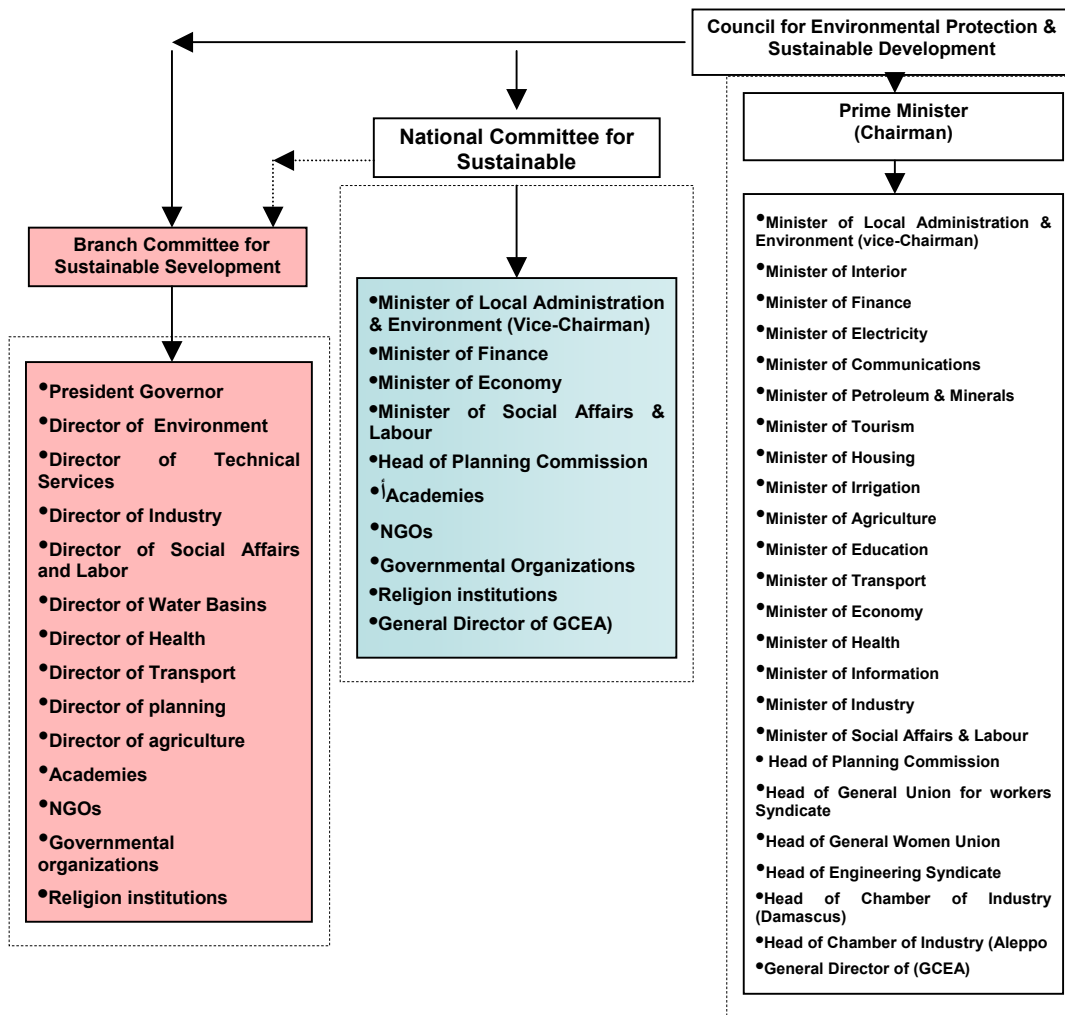 Council for Environmental Protection &
Sustainable Development
Prime Minister
(Chairman)
National Committee for
Sustainable
Branch Committee for
Sustainable Sevelopment
•President Governor
•Director of Environment
•Director of Technical
Services
•Director of Industry
•Director of Social Affairs
and Labor
•Director of Water Basins
•Director of Health
•Director of Transport
•Director of planning
•Director of agriculture
•Academies
•NGOs
•Governmental
organizations
•Religion institutions
•Minister of Local Administration
& Environment (Vice-Chairman)
•Minister of Finance
•Minister of Economy
•Minister of Social Affairs &
Labour
•Head of Planning Commission
•أAcademies
•NGOs
•Governmental Organizations
•Religion institutions
•General Director of GCEA)
•Minister of Local Administration &
Environment (vice-Chairman)
•Minister of Interior
•Minister of Finance
•Minister of Electricity
•Minister of Communications
•Minister of Petroleum & Minerals
•Minister of Tourism
•Minister of Housing
•Minister of Irrigation
•Minister of Agriculture
•Minister of Education
•Minister of Transport
•Minister of Economy
•Minister of Health
•Minister of Information
•Minister of Industry
•Minister of Social Affairs & Labour
• Head of Planning Commission
•Head of General Union for workers
Syndicate
•Head of General Women Union
•Head of Engineering Syndicate
•Head of Chamber of Industry
(Damascus)
•Head of Chamber of Industry (Aleppo
•General Director of (GCEA)